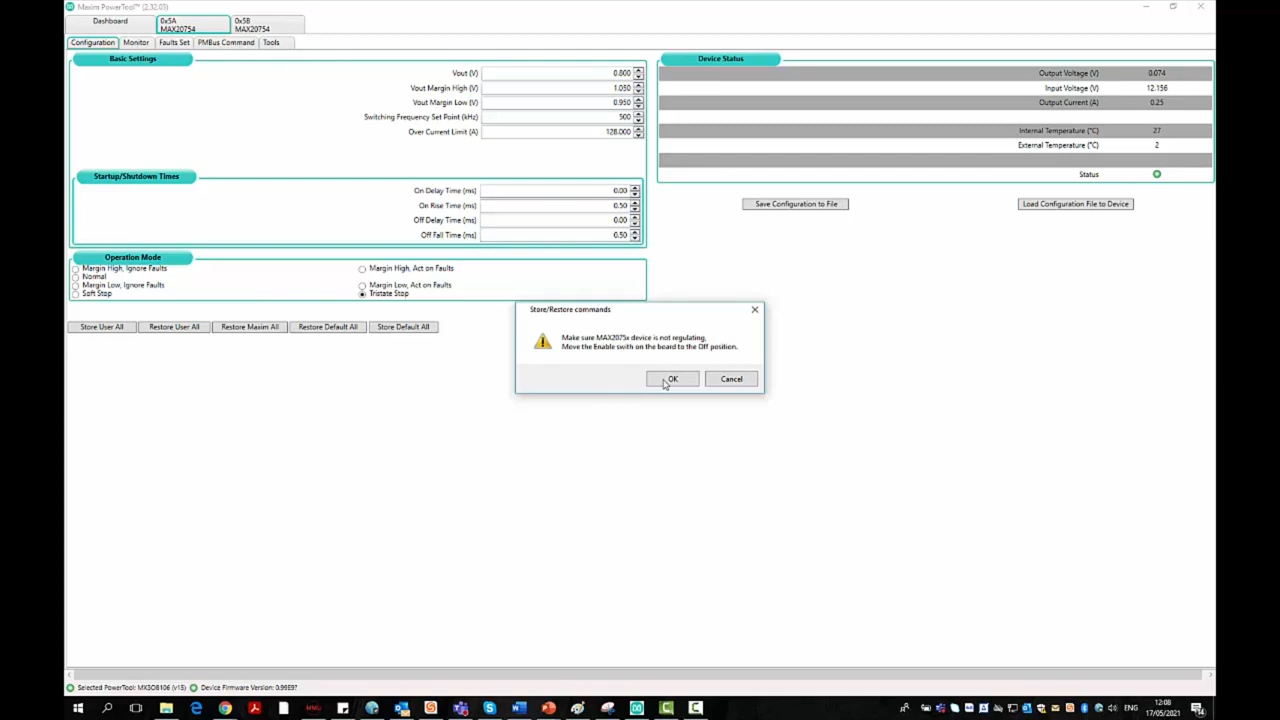 Maxim PowerTool™ (2.32.03)
Dashboard
0x5A
MAX20754
0x5B
MAX20754
Configuration Monitor Faults Set PMBus Command Tools
Basic Settings
Vout (V) 0.800
Vout Margin High (V) 1.050
Vout Margin Low (V) 0.950
Switching Frequency Set Point (kHz) 500
Over Current Limit (A) 128.000
Startup/Shutdown Times
On Delay Time (ms) 0.00
On Rise Time (ms) 0.50
Off Delay Time (ms) 0.00
Off Fall Time (ms) 0.50
Operation Mode
Margin High, Ignore Faults Margin High, Act on Faults
Normal
Margin Low, Ignore Faults Margin Low, Act on Faults
Soft Stop Tristate Stop
Store User All Restore User All Restore Maxim All Restore Default All Store Default All
Device Status
Output Voltage (V) 0.074
Input Voltage (V) 12.156
Output Current (A) 0.25
Internal Temperature (°C) 27
External Temperature (°C) 2
Status
Save Configuration to File Load Configuration File to Device
Store/Restore commands
Make sure MAX2075x device is not regulating,
Move the Enable swith on the board to the Off position.
OK Cancel
Selected PowerTool: MX3O8106 (v15) Device Firmware Version: 0.99E9?
ENG
12:08
17/05/2021